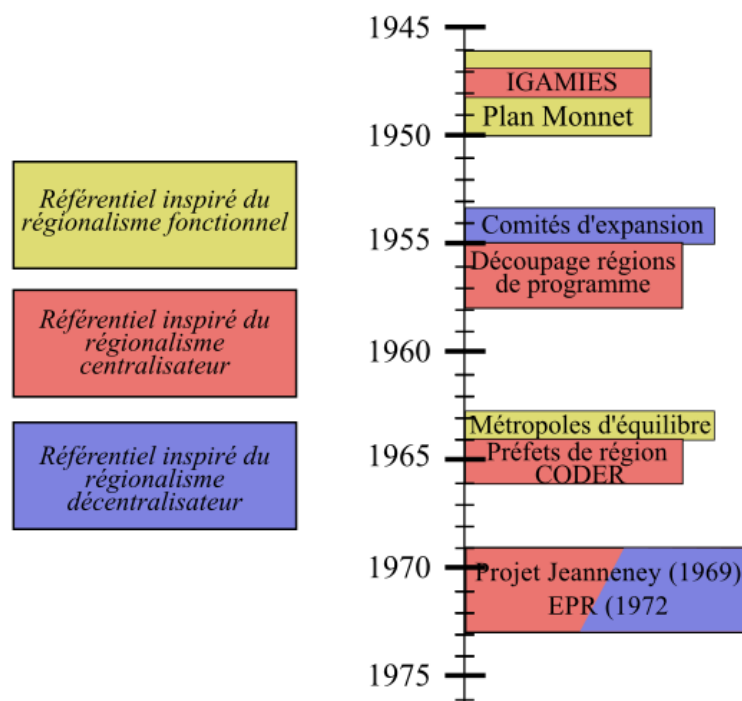 Référentiel inspiré du
régionalisme fonctionnel
Référentiel inspiré du
régionalisme
centralisateur
Référentiel inspiré du
régionalisme
décentralisateur
1945
IGAMIES
Plan Monnet
1950
Comités d'expansion
1955
Découpage régions
de programme
1960
Métropoles d'équilibre
Préfets de région
1965
CODER
1970
Projet Jeanneney (1969)
EPR (1972
1975